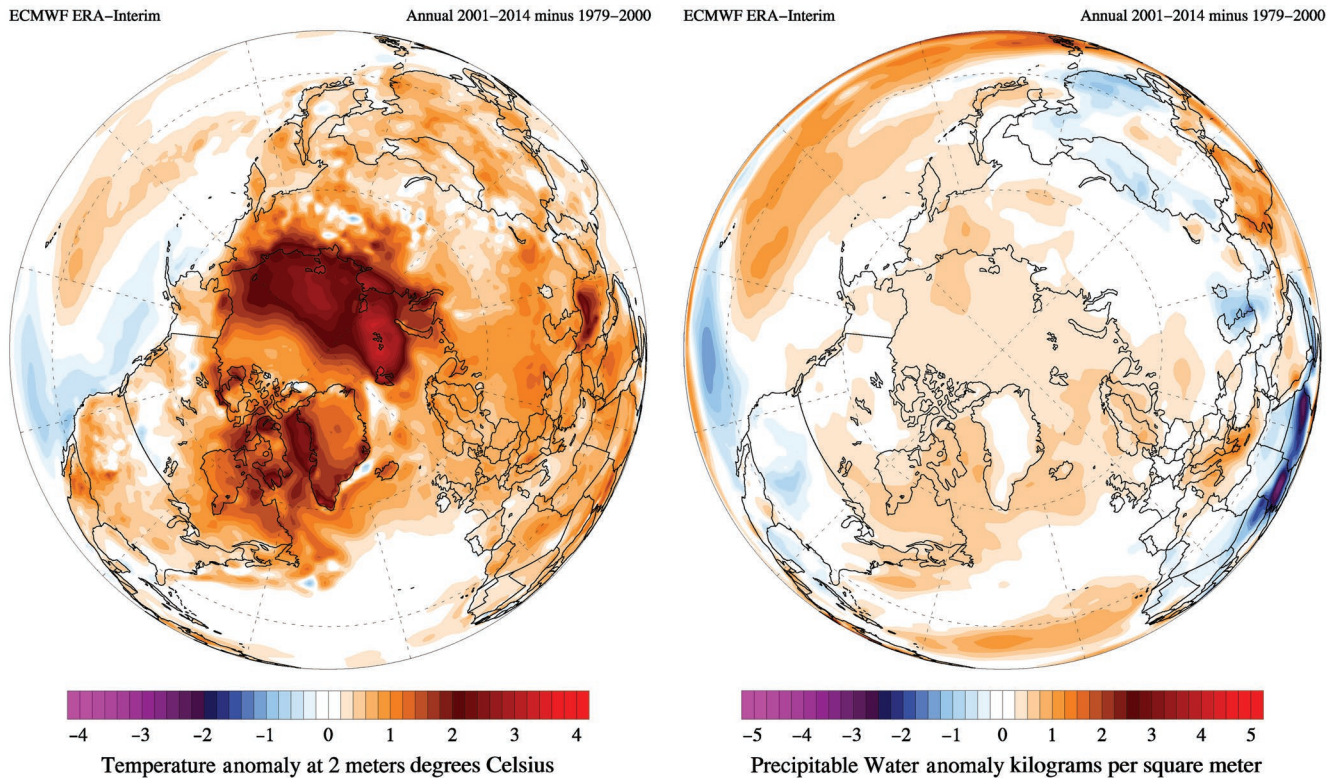 ECMWF ERA−Interim
Annual 2001−2014 minus 1979−2000
ECMWF ERA−Interim
Annual 2001−2014 minus 1979−2000
−4 −3 −2 −1 0 1 2 3 4
Temperature anomaly at 2 meters degrees Celsius
−5 −4 −3 −2 −1 0 1 2 3 4 5
Precipitable Water anomaly kilograms per square meter